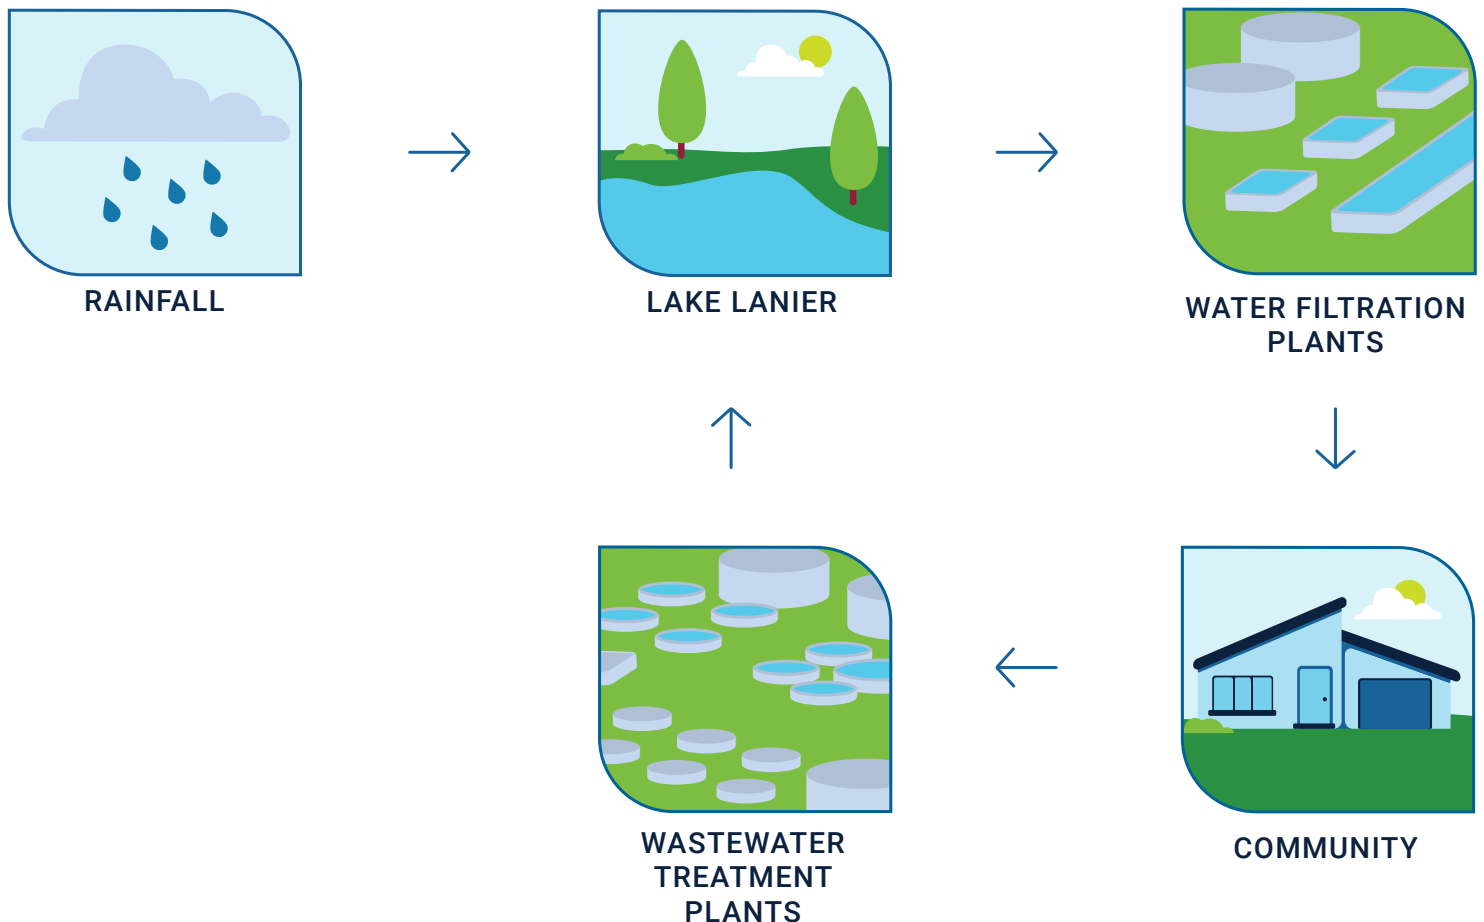 RAINFALL
LAKE LANIER
WATER FILTRATION
PLANTS
WASTEWATER
TREATMENT
PLANTS
COMMUNITY